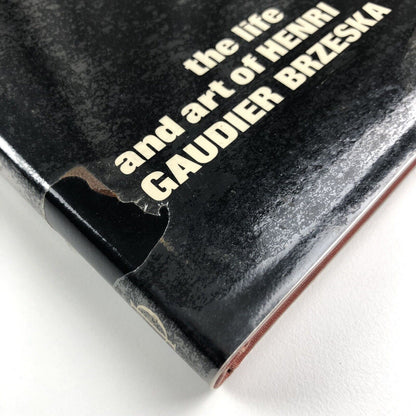 the life
and art of HENRI
GAUDIER BRZESKA